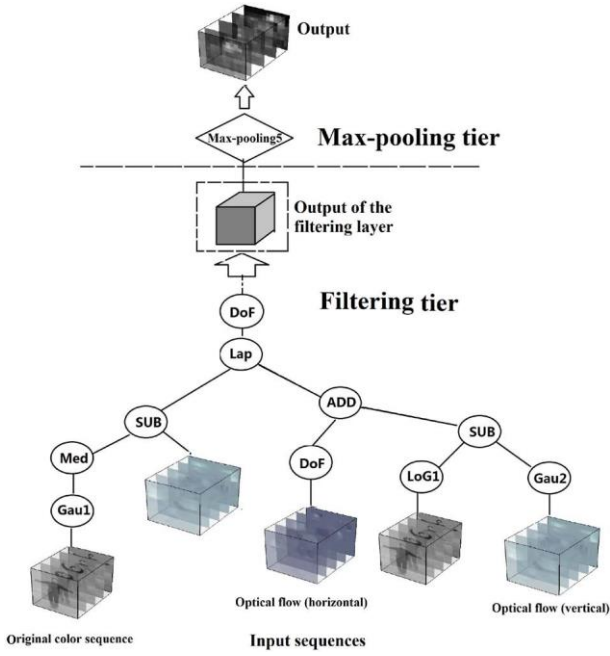 Output
Max-pooling5
Max-pooling tier
Output of the
filtering layer
Filtering tier
DoF
Lap
ADD
SUB
SUB
Med
DoF
LoG1
Gau2
Gau1
Optical flow (horizontal)
Optical flow (vertical)
Original color sequence
Input sequences